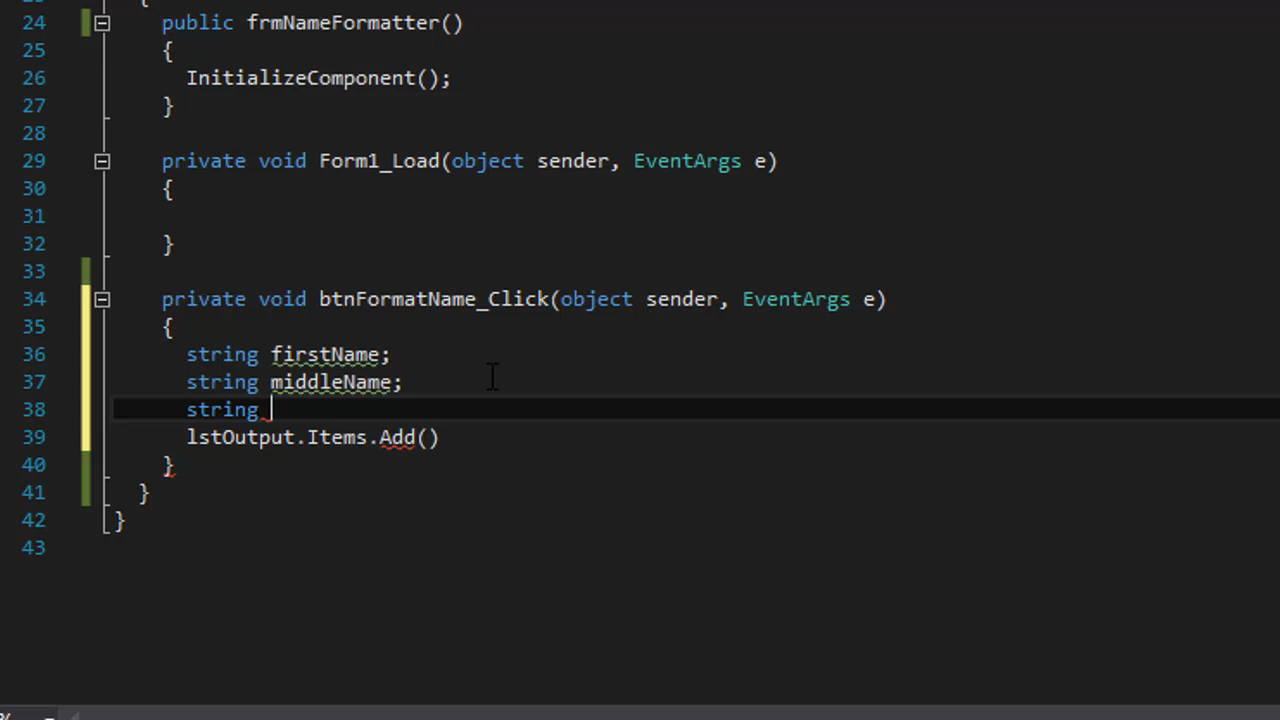 {
24 public frmNameFormatter()
25 {
26 InitializeComponent();
27 }
28
29 private void Form1_Load(object sender, EventArgs e)
30 {
31
32 }
33
34 private void btnFormatName_Click(object sender, EventArgs e)
35 {
36 string firstName;
37 string middleName;
38 string
39 lstOutput.Items.Add()
40 }
41 }
42 }
43
%